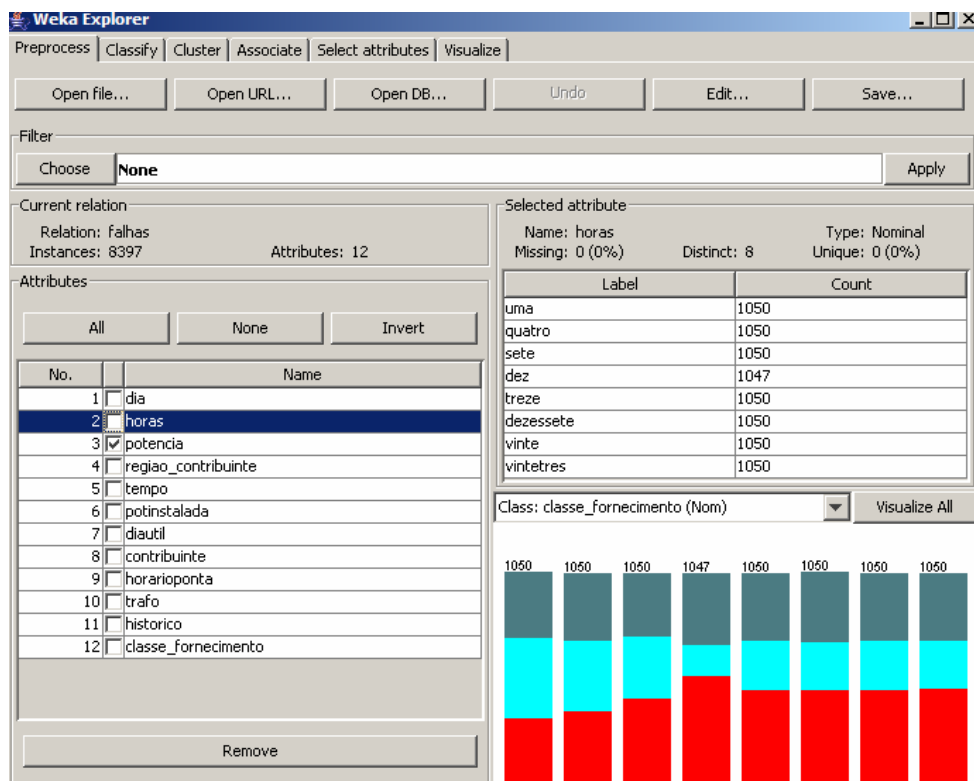 Weka Explorer
Preprocess Classify Cluster Associate Select attributes Visualize
Open file... Open URL... Open DB... Undo Edit... Save...
Filter
Choose None Apply
Current relation
Relation: falhas
Instances: 8397 Attributes: 12
Attributes
All None Invert
No. Name
1 dia
2 horas
3 potencia
4 regiao_contribuinte
5 tempo
6 potinstalada
7 diautil
8 contribuinte
9 horarioponta
10 trafo
11 historico
12 classe_fornecimento
Remove
Selected attribute
Name: horas Type: Nominal
Missing: 0 (0%) Distinct: 8 Unique: 0 (0%)
Label Count
uma 1050
quatro 1050
sete 1050
dez 1047
treze 1050
dezessete 1050
vinte 1050
vintetres 1050
Class: classe_fornecimento (Nom) Visualize All
1050 1050 1050 1047 1050 1050 1050 1050